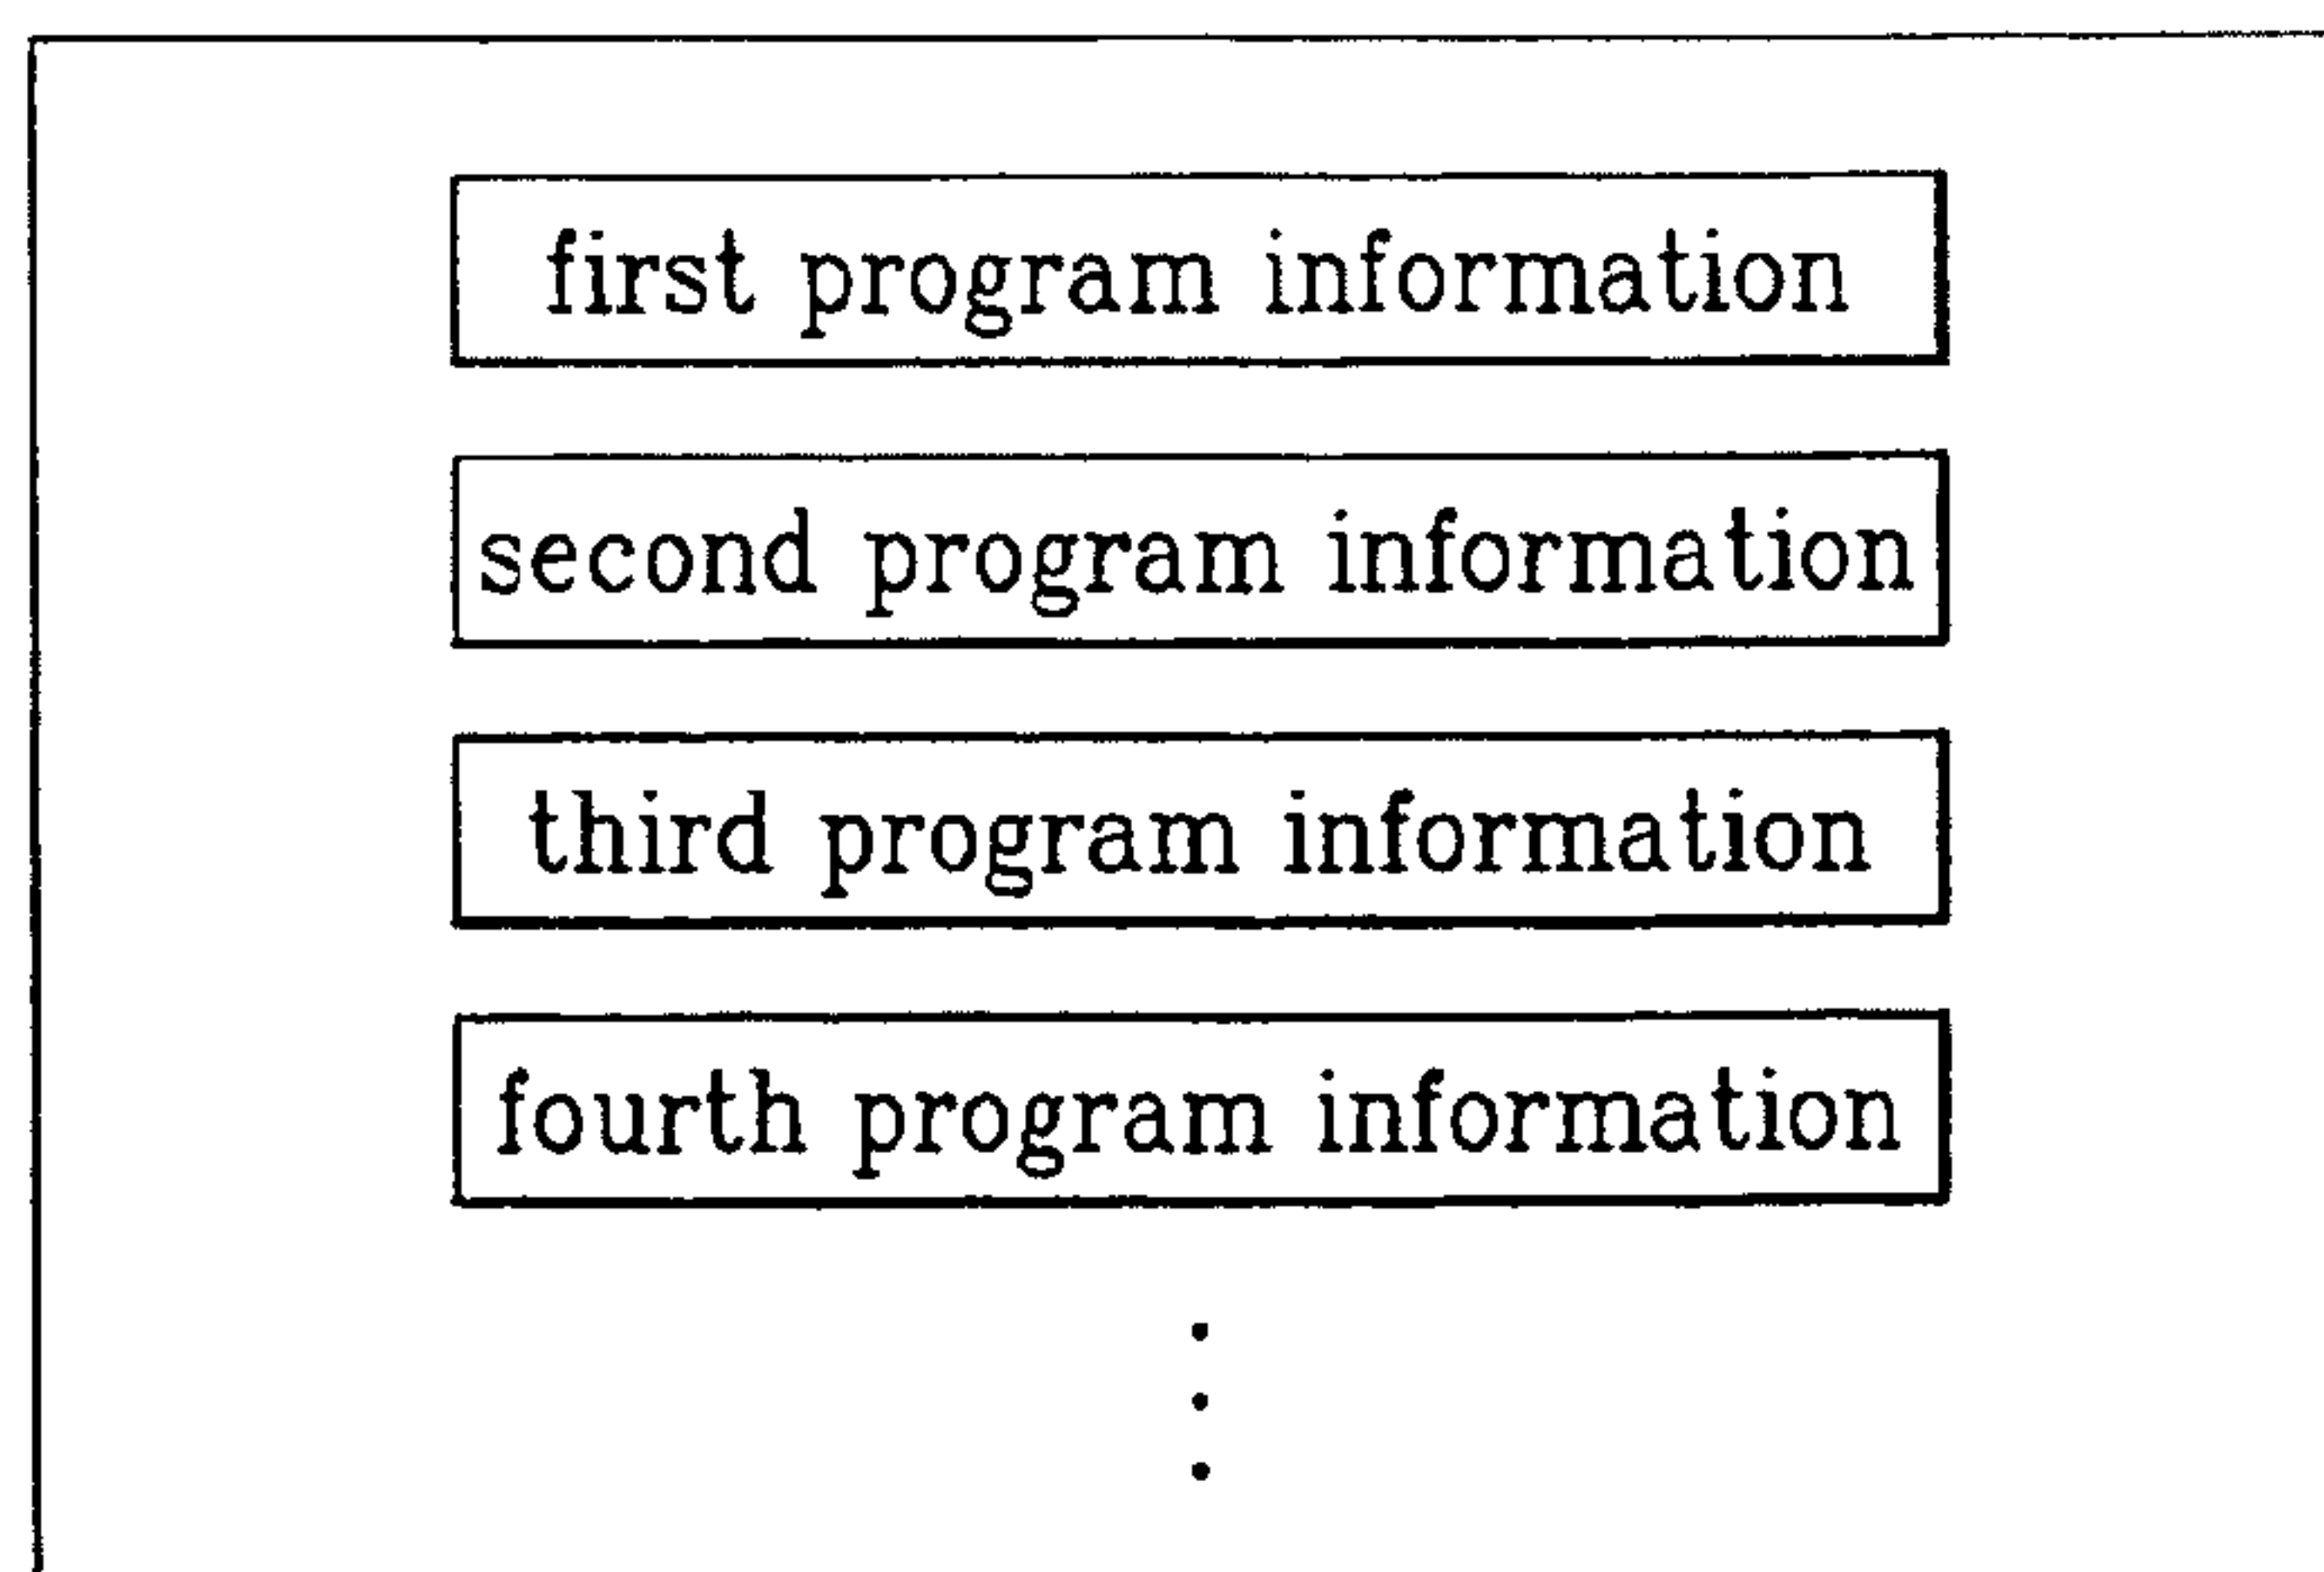 first program information
second program information
third program information
fourth program information